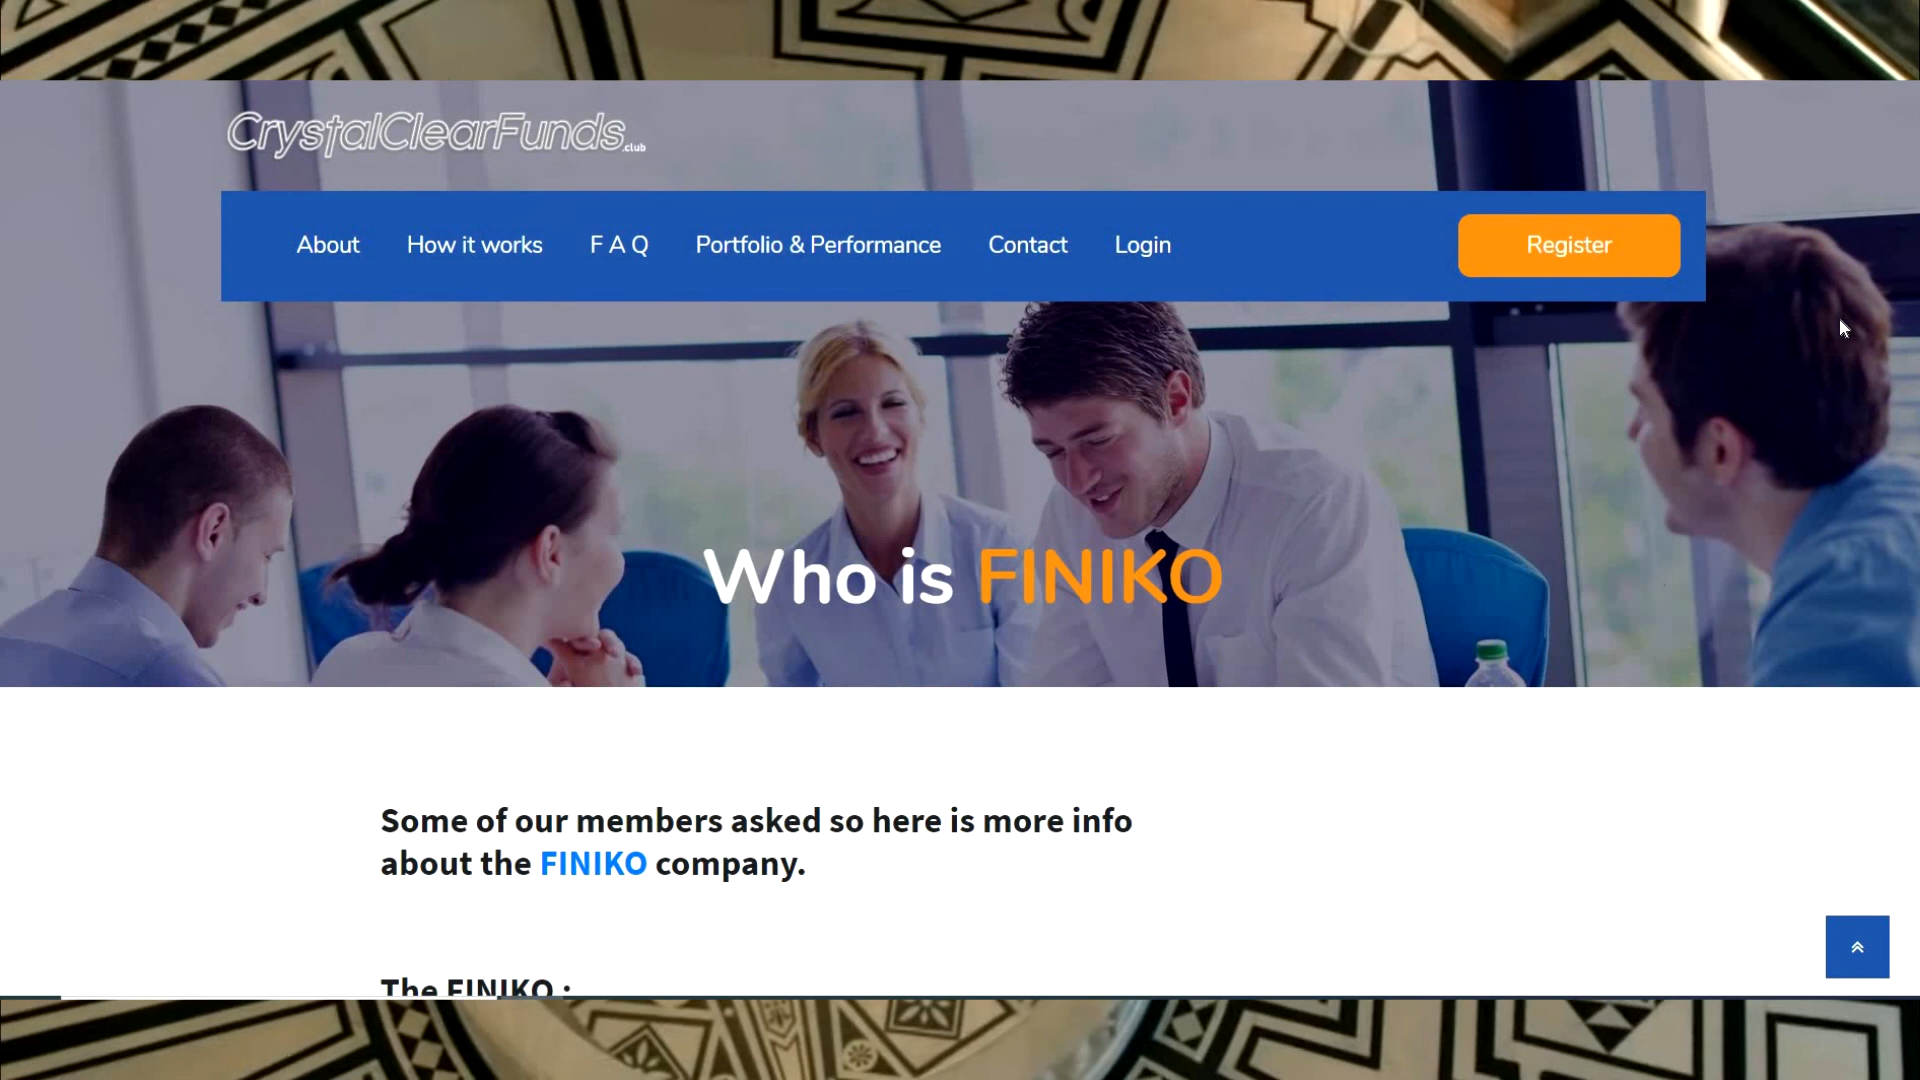 CrystalClearFunds.club
About How it works F A Q Portfolio & Performance Contact Login Register
Who is FINIKO
Some of our members asked so here is more info
about the FINIKO company.
The FINIKO :